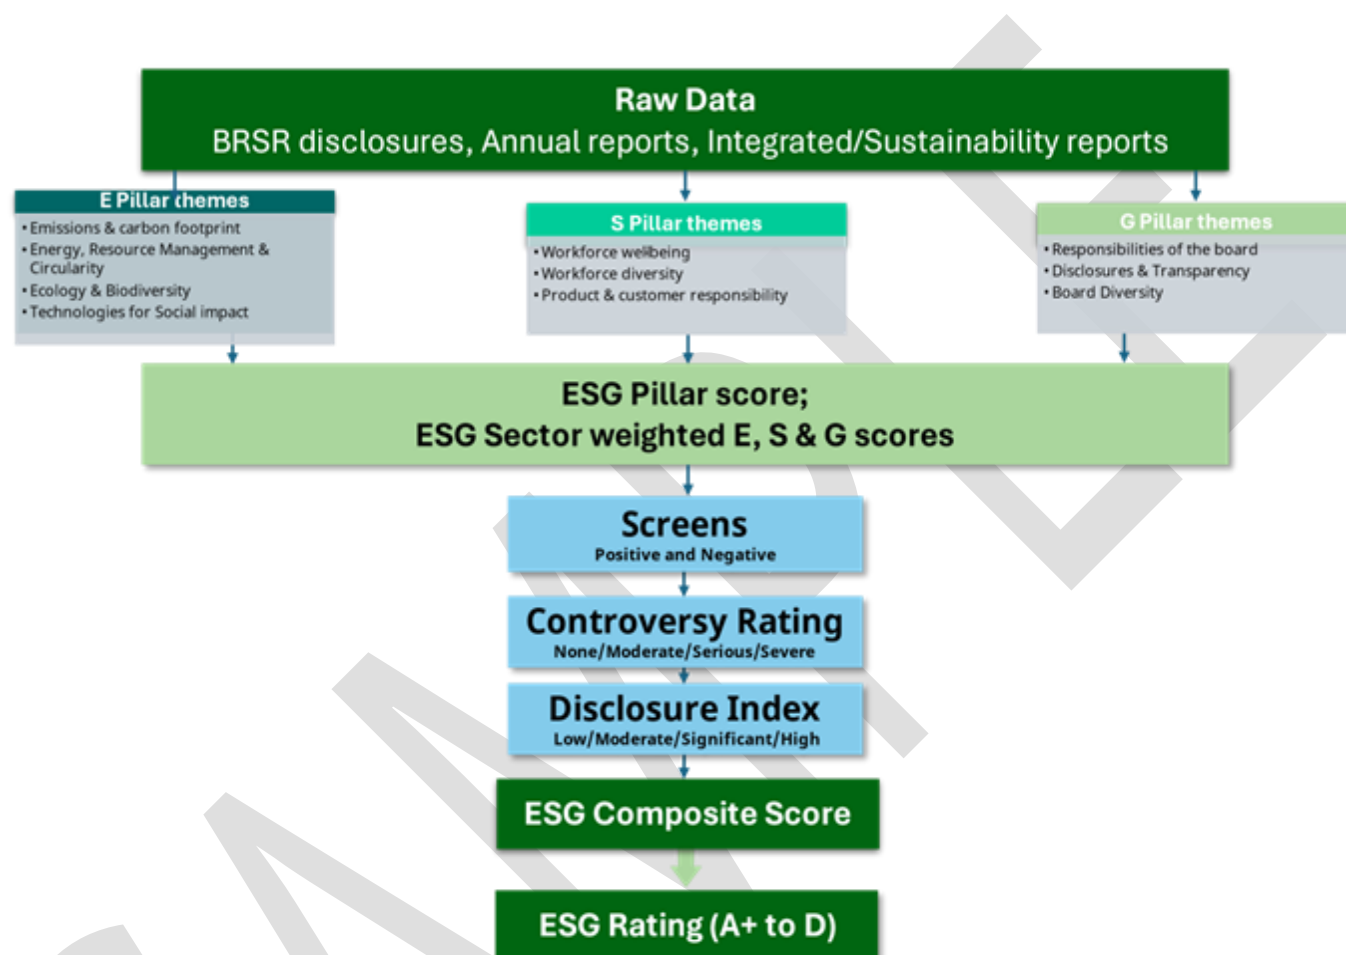 Raw Data
BRSR disclosures, Annual reports, Integrated/Sustainability reports
E Pillar themes
• Emissions & carbon footprint
• Energy, Resource Management &
Circularity
• Ecology & Biodiversity
• Technologies for Social impact
S Pillar themes
• Workforce wellbeing
• Workforce diversity
• Product & customer responsibility
G Pillar themes
• Responsibilities of the board
• Disclosures & Transparency
• Board Diversity
ESG Pillar score;
ESG Sector weighted E, S & G scores
Screens
Positive and Negative
Controversy Rating
None/Moderate/Serious/Severe
Disclosure Index
Low/Moderate/Significant/High
ESG Composite Score
ESG Rating (A+ to D)
SAMPLE